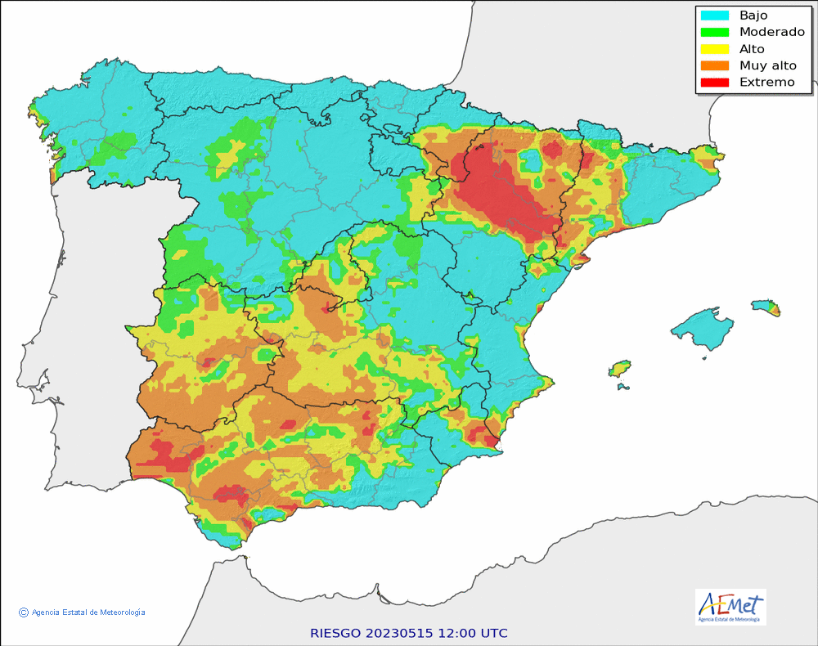 Bajo
Moderado
Alto
Muy alto
Extremo
© Agencia Estatal de Meteorología
AEMet
Agencia Estatal de Meteorología
RIESGO 20230515 12:00 UTC